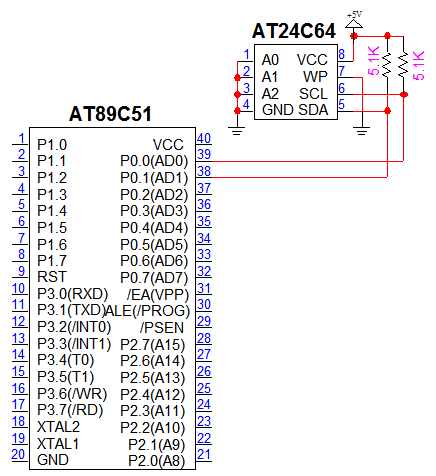 +5V
AT24C64
1 A0 VCC 8
2 A1 WP 7
3 A2 SCL 6
4 GND SDA 5
5.1K
5.1K
AT89C51
1 P1.0 VCC 40
2 P1.1 P0.0(AD0) 39
3 P1.2 P0.1(AD1) 38
4 P1.3 P0.2(AD2) 37
5 P1.4 P0.3(AD3) 36
6 P1.5 P0.4(AD4) 35
7 P1.6 P0.5(AD5) 34
8 P1.7 P0.6(AD6) 33
9 RST P0.7(AD7) 32
10 P3.0(RXD) /EA(VPP) 31
11 P3.1(TXD) ALE(/PROG) 30
12 P3.2(/INT0) /PSEN 29
13 P3.3(/INT1) P2.7(A15) 28
14 P3.4(T0) P2.6(A14) 27
15 P3.5(T1) P2.5(A13) 26
16 P3.6(/WR) P2.4(A12) 25
17 P3.7(/RD) P2.3(A11) 24
18 XTAL2 P2.2(A10) 23
19 XTAL1 P2.1(A9) 22
20 GND P2.0(A8) 21